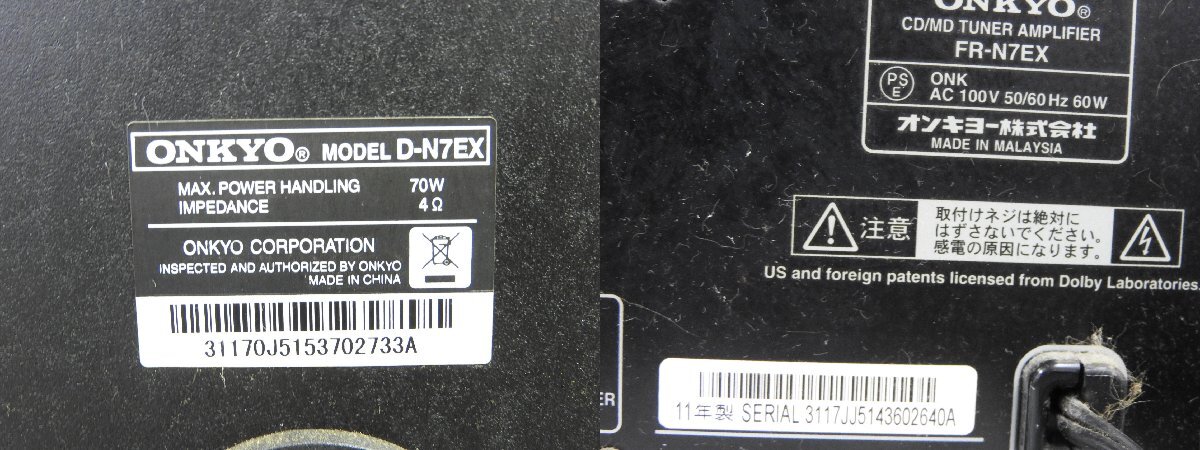 ONKYO® MODEL D-N7EX
MAX. POWER HANDLING 70W
IMPEDANCE 4Ω
ONKYO CORPORATION
INSPECTED AND AUTHORIZED BY ONKYO
MADE IN CHINA
31170J5153702733A
ONKYO®
CD/MD TUNER AMPLIFIER
FR-N7EX
PS
E
ONK
AC 100V 50/60Hz 60W
オンキヨー株式会社
MADE IN MALAYSIA
注意
取付けネジは絶対に
はずさないでください。
感電の原因になります。
US and foreign patents licensed from Dolby Laboratories.
ER
11年製 SERIAL 3117JJ5143602640A